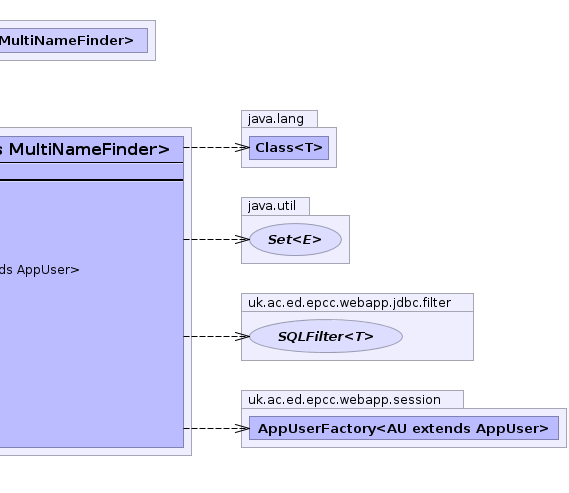 MultiNameFinder>
java.lang
Class<T>
s MultiNameFinder>
java.util
Set<E>
ds AppUser>
uk.ac.ed.epcc.webapp.jdbc.filter
SQLFilter<T>
uk.ac.ed.epcc.webapp.session
AppUserFactory<AU extends AppUser>